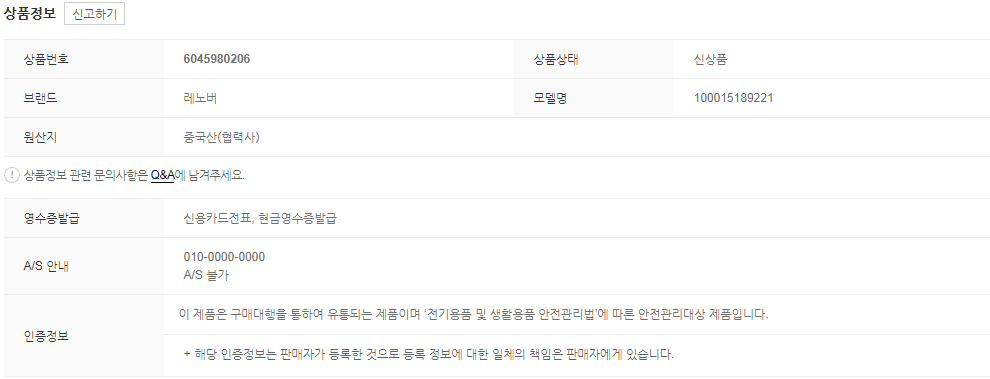 상품정보 신고하기
상품번호 6045980206 상품상태 신상품
브랜드 레노버 모델명 100015189221
원산지 중국산(협력사)
! 상품정보 관련 문의사항은 Q&A에 남겨주세요.
영수증발급 신용카드전표, 현금영수증발급
A/S 안내 010-0000-0000
A/S 불가
인증정보 이 제품은 구매대행을 통하여 유통되는 제품이며 ‘전기용품 및 생활용품 안전관리법’에 따른 안전관리대상 제품입니다.
+ 해당 인증정보는 판매자가 등록한 것으로 등록 정보에 대한 일체의 책임은 판매자에게 있습니다.